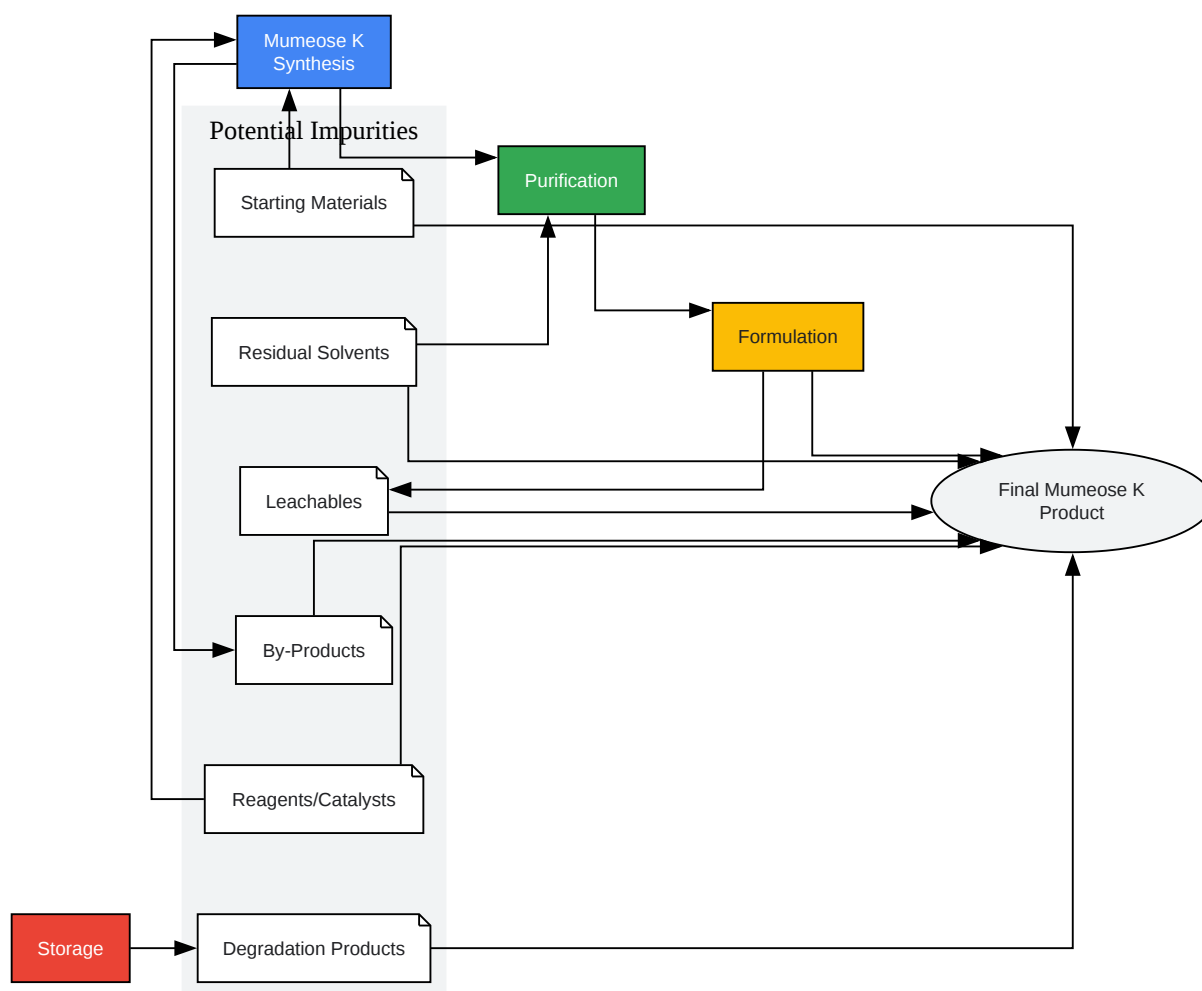 Mumeose K
Synthesis
Potential Impurities
Purification
Starting Materials
Formulation
Residual Solvents
Leachables
Final Mumeose K
Product
By-Products
Reagents/Catalysts
Storage
Degradation Products